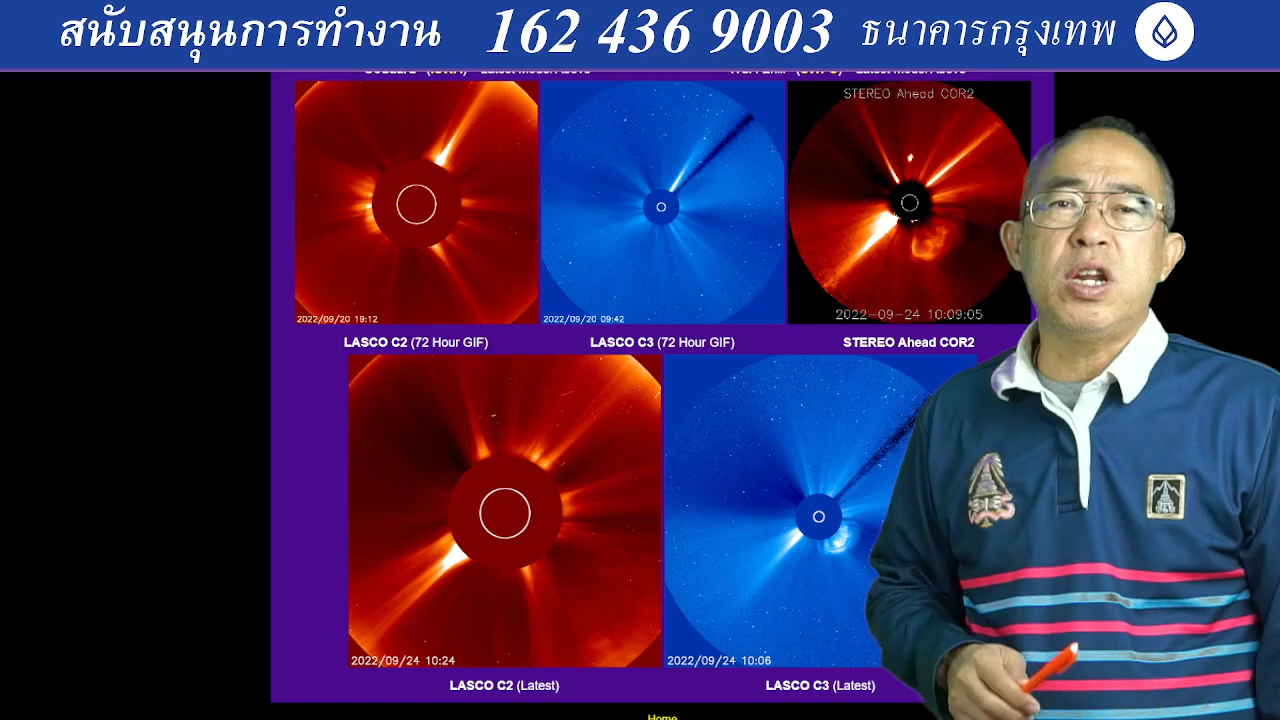 สนับสนุนการทำงาน 162 436 9003 ธนาคารกรุงเทพ
STEREO Ahead COR2
2022/09/20 19:12
2022/09/20 09:42
2022-09-24 10:09:05
LASCO C2 (72 Hour GIF)
LASCO C3 (72 Hour GIF)
STEREO Ahead COR2
2022/09/24 10:24
2022/09/24 10:06
LASCO C2 (Latest)
LASCO C3 (Latest)
Home